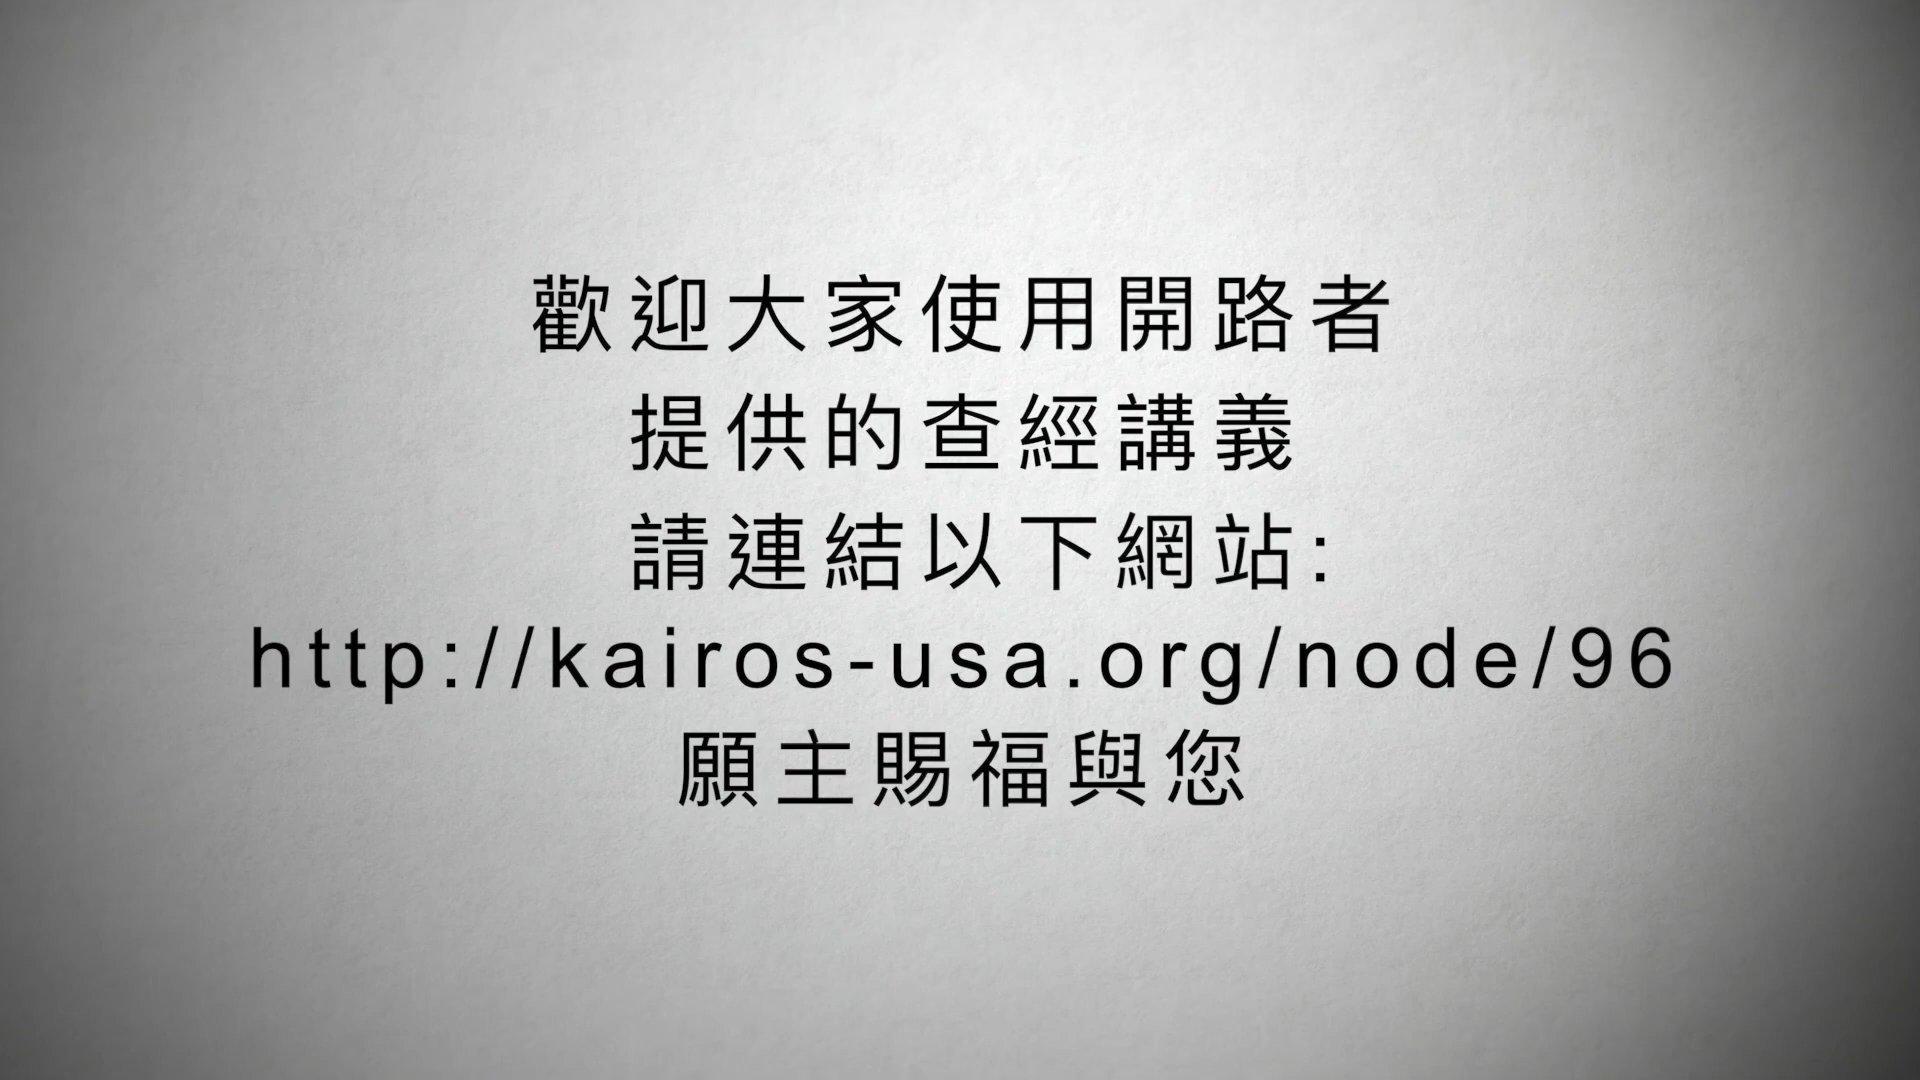 歡迎大家使用開路者
提供的查經講義
請連結以下網站:
http://kairos-usa.org/node/96
願主賜福與您